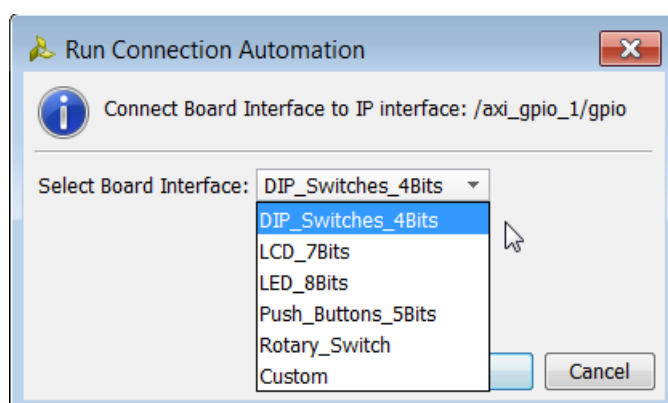 Run Connection Automation
Connect Board Interface to IP interface: /axi_gpio_1/gpio
Select Board Interface: DIP_Switches_4Bits
DIP_Switches_4Bits
LCD_7Bits
LED_8Bits
Push_Buttons_5Bits
Rotary_Switch
Custom
Cancel